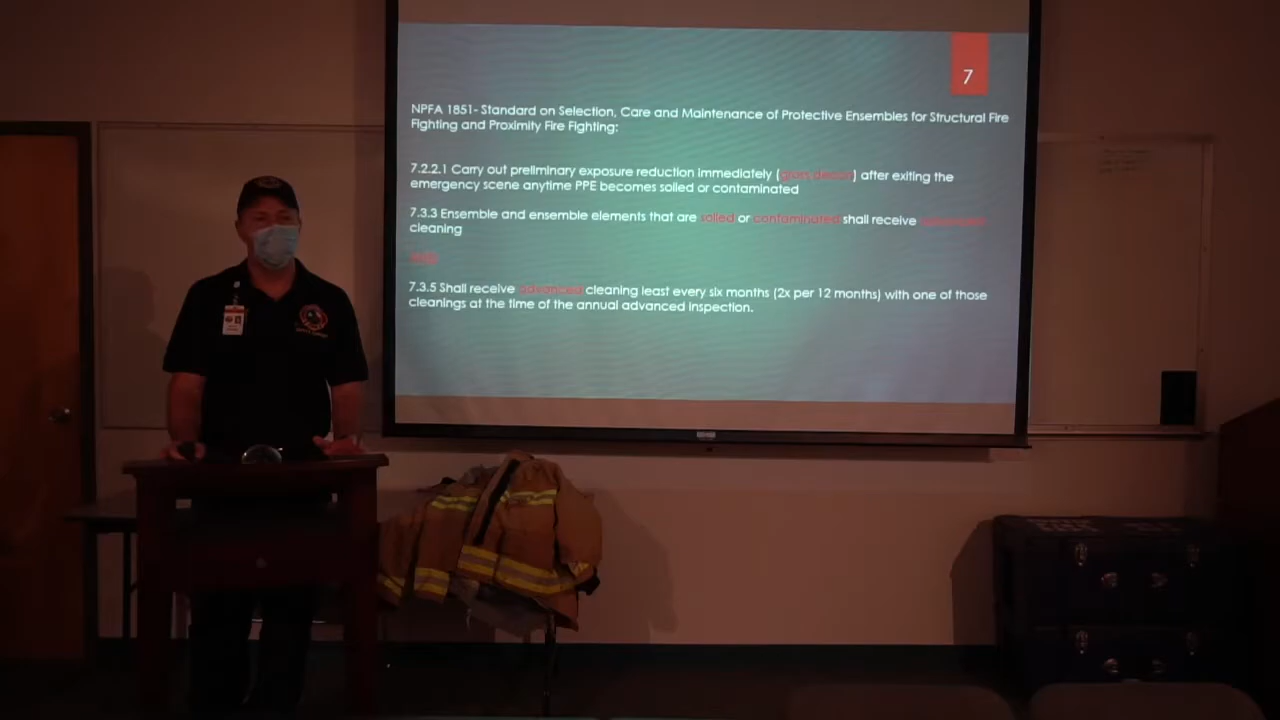 7
NPFA 1851- Standard on Selection, Care and Maintenance of Protective Ensembles for Structural Fire
Fighting and Proximity Fire Fighting:
7.2.2.1 Carry out preliminary exposure reduction immediately (gross decon) after exiting the
emergency scene anytime PPE becomes soiled or contaminated
7.3.3 Ensemble and ensemble elements that are soiled or contaminated shall receive advanced
cleaning
7.3.5 Shall receive advanced cleaning least every six months (2x per 12 months) with one of those
cleanings at the time of the annual advanced inspection.